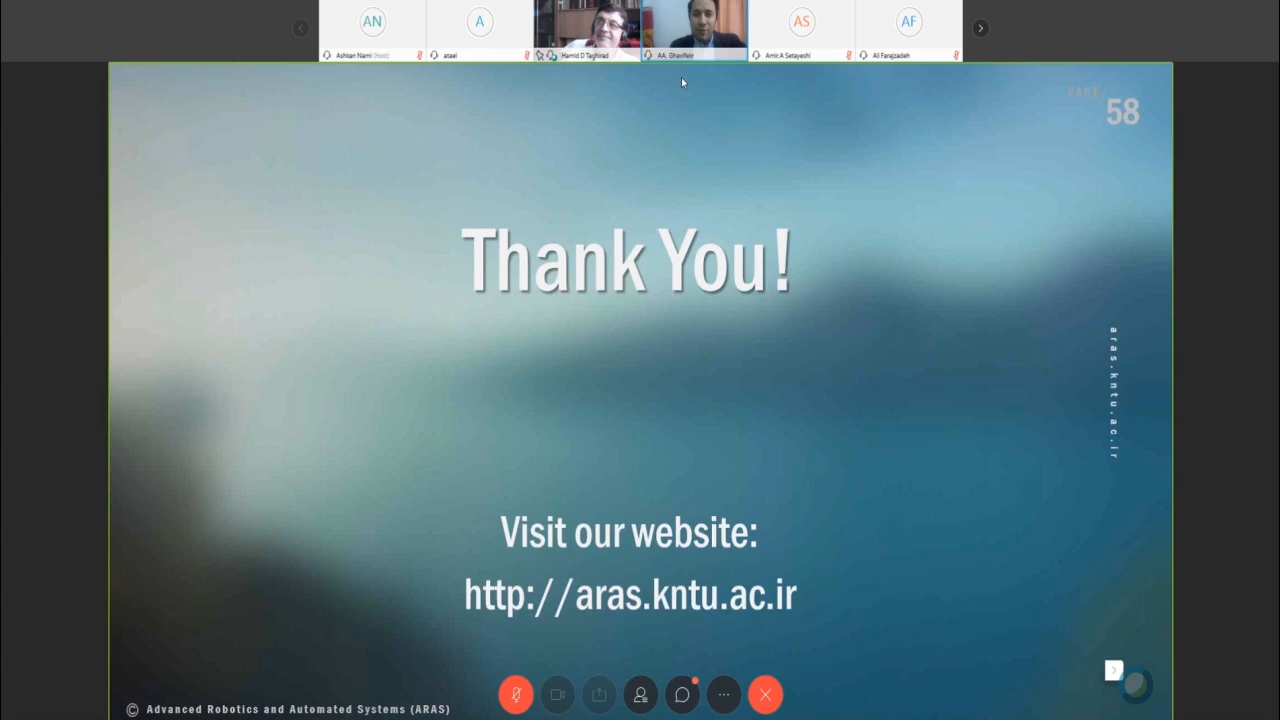 AN
A
AS
AF
Ashkan Nami (Host)
ataei
Hamid D Taghirad
AA. Ghavifekr
Amir A Setayeshi
Ali Farajzadeh
PAGE/
58
Thank You!
aras.kntu.ac.ir
Visit our website:
http://aras.kntu.ac.ir
© Advanced Robotics and Automated Systems (ARAS)